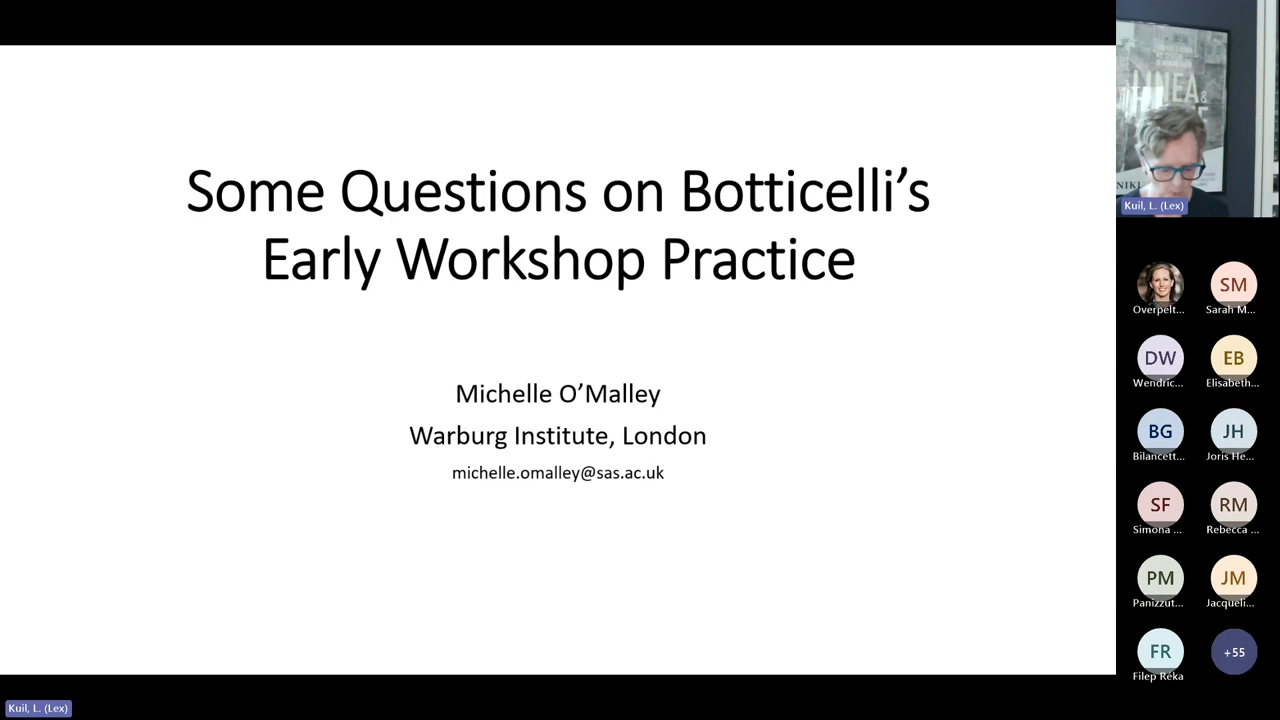 Some Questions on Botticelli’s
Early Workshop Practice
Michelle O’Malley
Warburg Institute, London
michelle.omalley@sas.ac.uk
Kuil, L. (Lex)
LINEA &
NIKI
Kuil, L. (Lex)
Overpelt...
SM
Sarah M...
DW
Wendric...
EB
Elisabeth...
BG
Bilancett...
JH
Joris He...
SF
Simona ...
RM
Rebecca ...
PM
Panizzut...
JM
Jacqueli...
FR
Filep Réka
+55